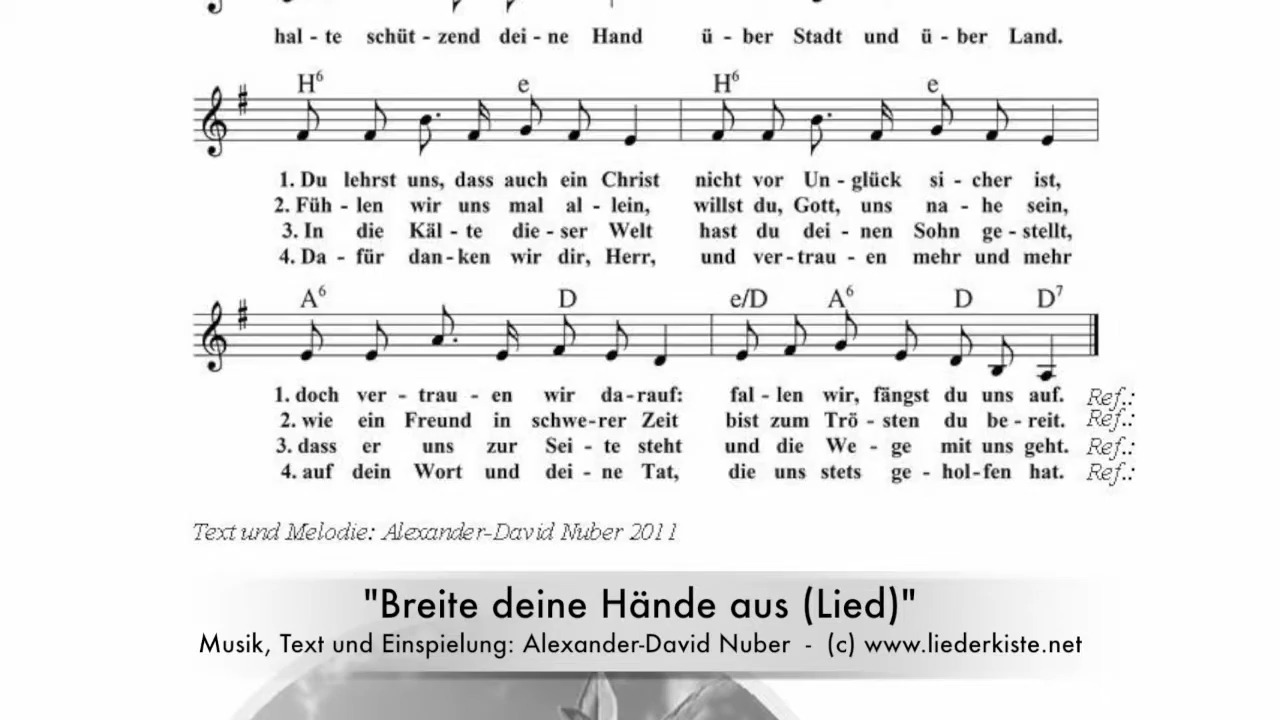 hal - te schüt - zend dei - ne Hand ü - ber Stadt und ü - ber Land.
H6 e H6 e
1. Du lehrst uns, dass auch ein Christ nicht vor Un - glück si - cher ist,
2. Füh - len wir uns mal al - lein, willst du, Gott, uns na - he sein,
3. In die Käl - te die - ser Welt hast du dei - nen Sohn ge - stellt,
4. Da - für dan - ken wir dir, Herr, und ver - trau - en mehr und mehr
A6 D e/D A6 D D7
1. doch ver - trau - en wir da - rauf: fal - len wir, fängst du uns auf. Ref.:
2. wie ein Freund in schwe - rer Zeit bist zum Trö - sten du be - reit. Ref.:
3. dass er uns zur Sei - te steht und die We - ge mit uns geht. Ref.:
4. auf dein Wort und dei - ne Tat, die uns stets ge - hol - fen hat. Ref.:
Text und Melodie: Alexander-David Nuber 2011
"Breite deine Hände aus (Lied)"
Musik, Text und Einspielung: Alexander-David Nuber - (c) www.liederkiste.net